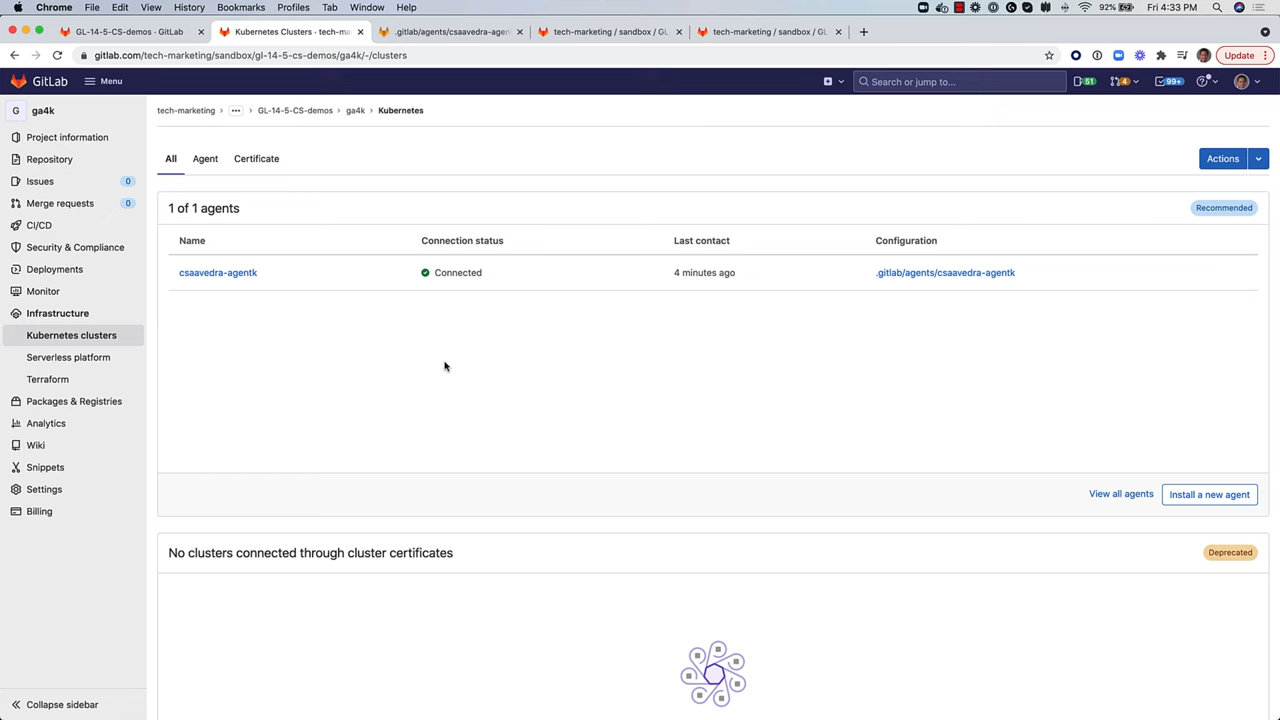 Chrome File Edit View History Bookmarks Profiles Tab Window Help 92% Fri 4:33 PM
GL-14-5-CS-demos · GitLab Kubernetes Clusters · tech-ma .gitlab/agents/csaavedra-agent tech-marketing / sandbox / GL tech-marketing / sandbox / GL
gitlab.com/tech-marketing/sandbox/gl-14-5-cs-demos/ga4k/-/clusters Update
GitLab Menu Search or jump to... 51 4 99+
G ga4k
tech-marketing › ••• › GL-14-5-CS-demos › ga4k › Kubernetes
Project information
Repository
Issues 0
Merge requests 0
CI/CD
Security & Compliance
Deployments
Monitor
Infrastructure
Kubernetes clusters
Serverless platform
Terraform
Packages & Registries
Analytics
Wiki
Snippets
Settings
Billing
Collapse sidebar
All Agent Certificate Actions
1 of 1 agents Recommended
Name Connection status Last contact Configuration
csaavedra-agentk Connected 4 minutes ago .gitlab/agents/csaavedra-agentk
View all agents Install a new agent
No clusters connected through cluster certificates Deprecated